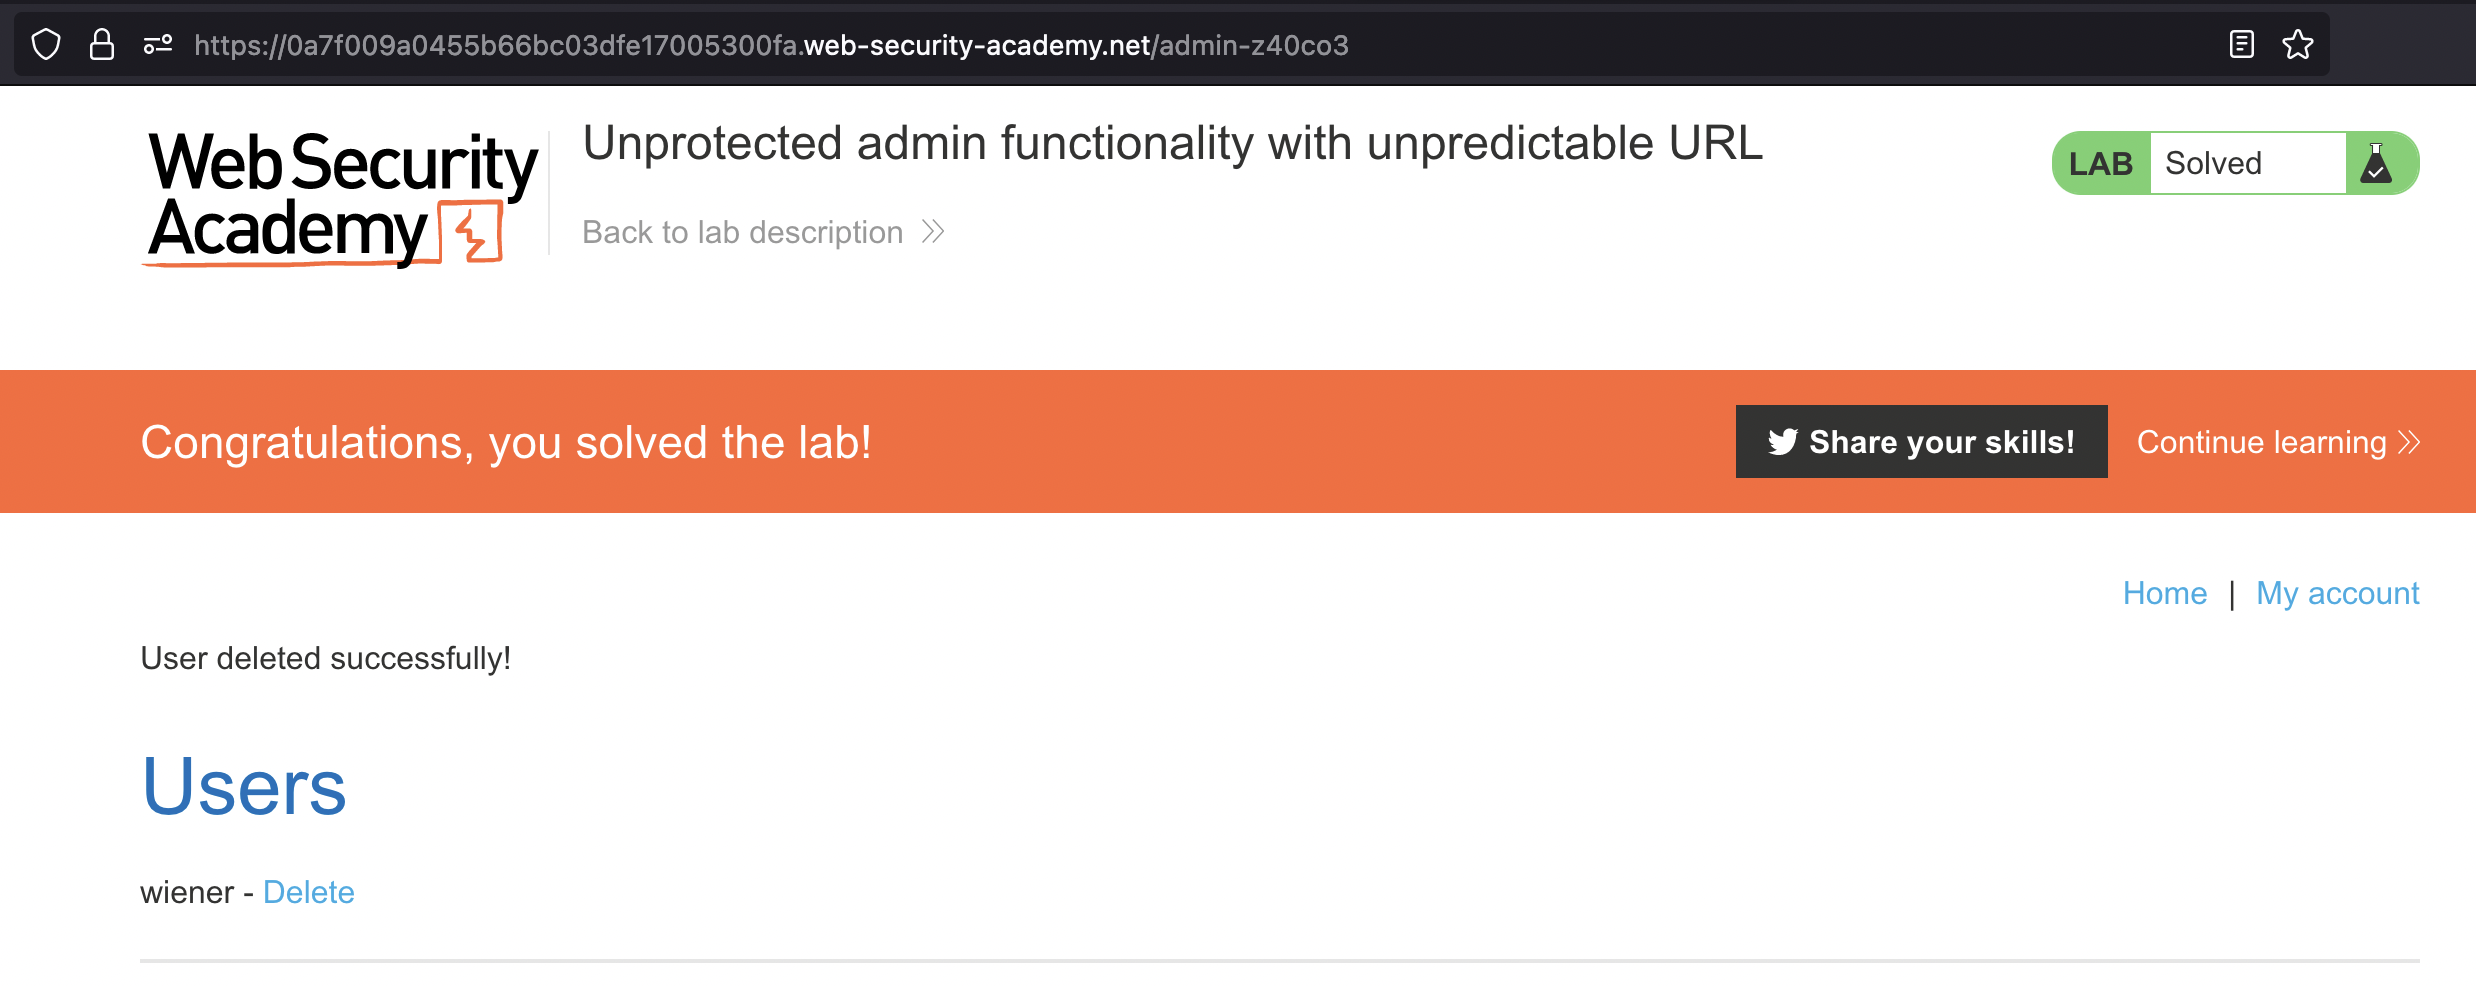 https://0a7f009a0455b66bc03dfe17005300fa.web-security-academy.net/admin-z40co3
Web Security
Academy
Unprotected admin functionality with unpredictable URL
Back to lab description
LAB Solved
Congratulations, you solved the lab!
Share your skills!
Continue learning
Home | My account
User deleted successfully!
Users
wiener - Delete